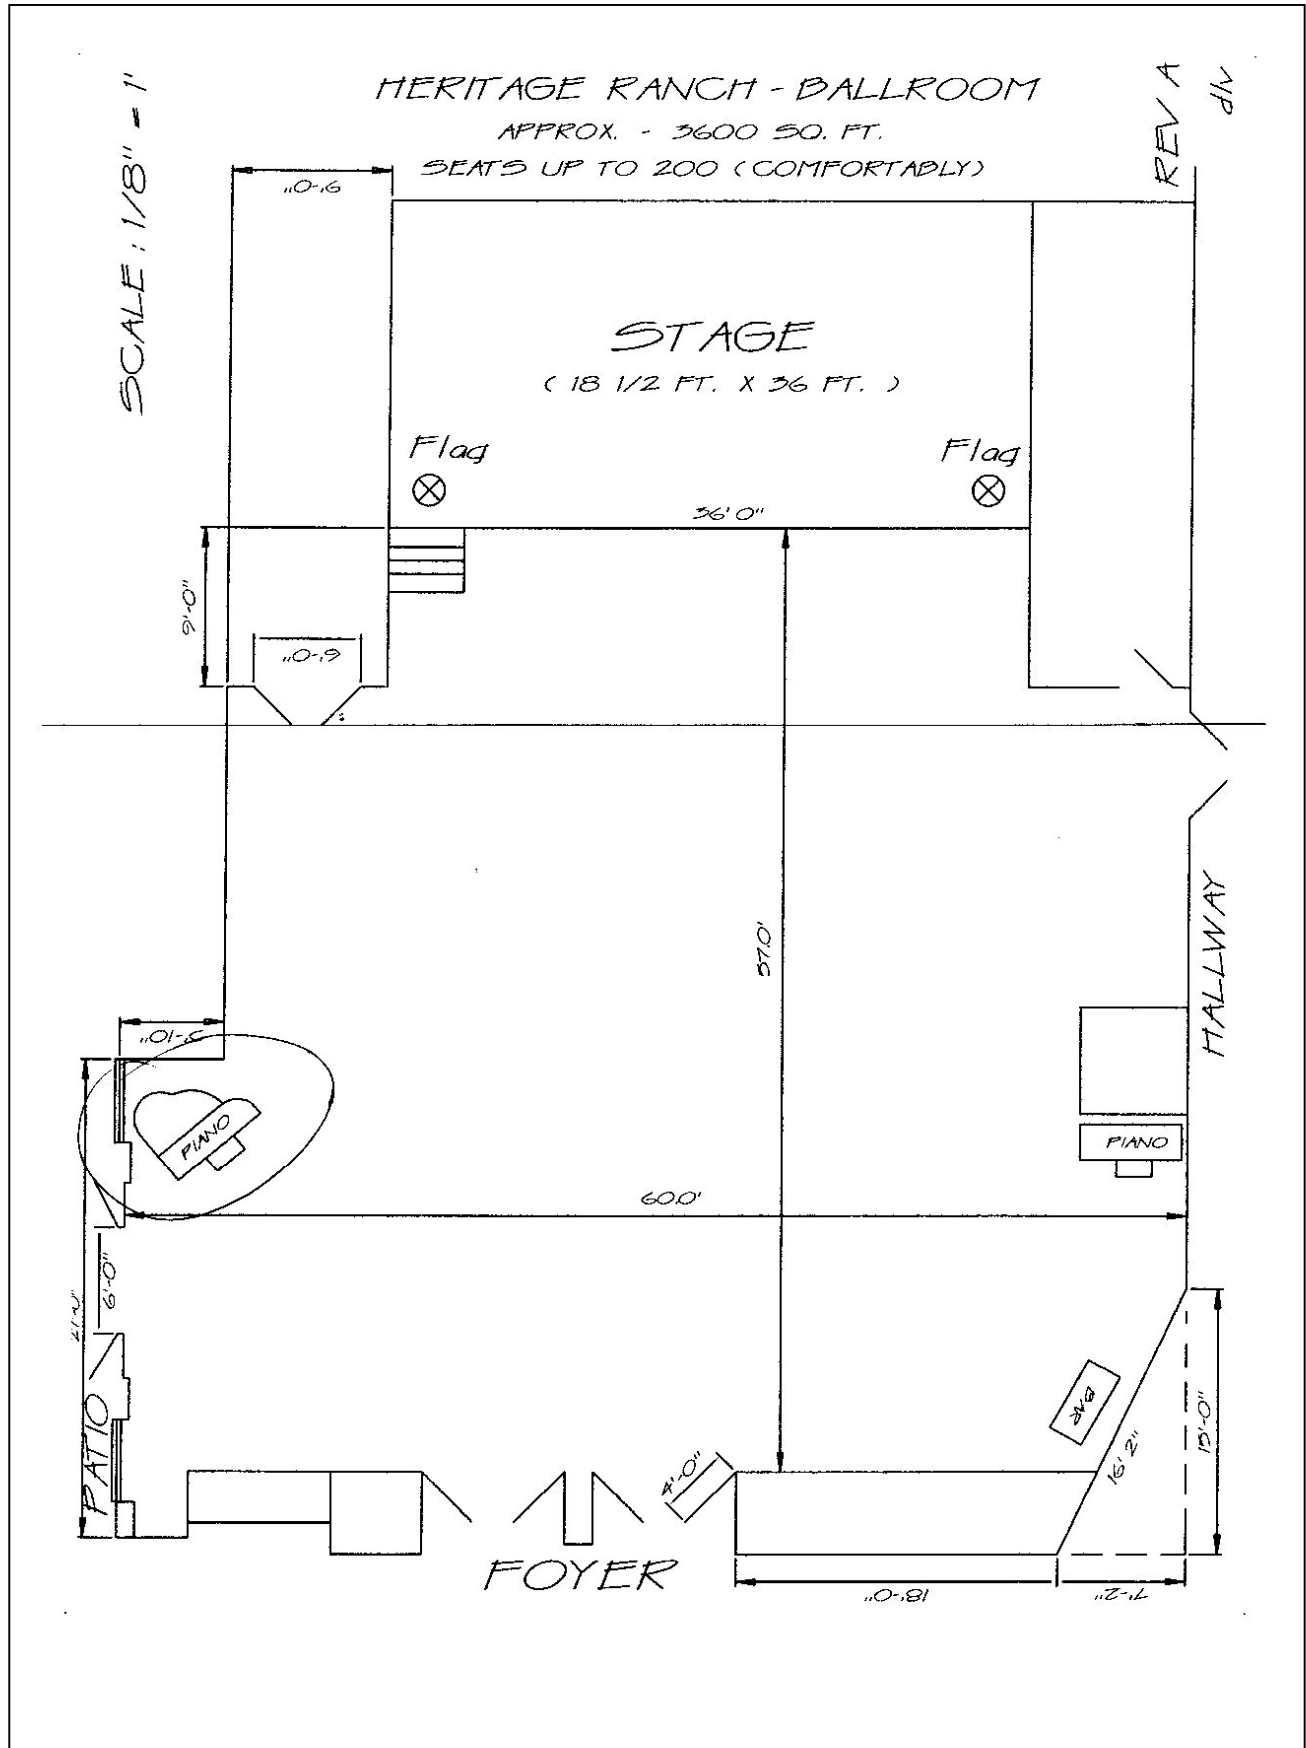 HERITAGE RANCH - BALLROOM
APPROX. - 3600 SQ. FT.
SEATS UP TO 200 (COMFORTABLY)
SCALE : 1/8" = 1'
REV A
dlv
9'-0"
STAGE
( 18 1/2 FT. X 36 FT. )
Flag
Flag
36' 0"
9'-0"
6'-0"
57.0'
HALLWAY
5'-10"
PIANO
PIANO
60.0'
6'-0"
PATIO
BAR
16' 2"
15'-0"
4'-0"
FOYER
18'-0"
7'-2"